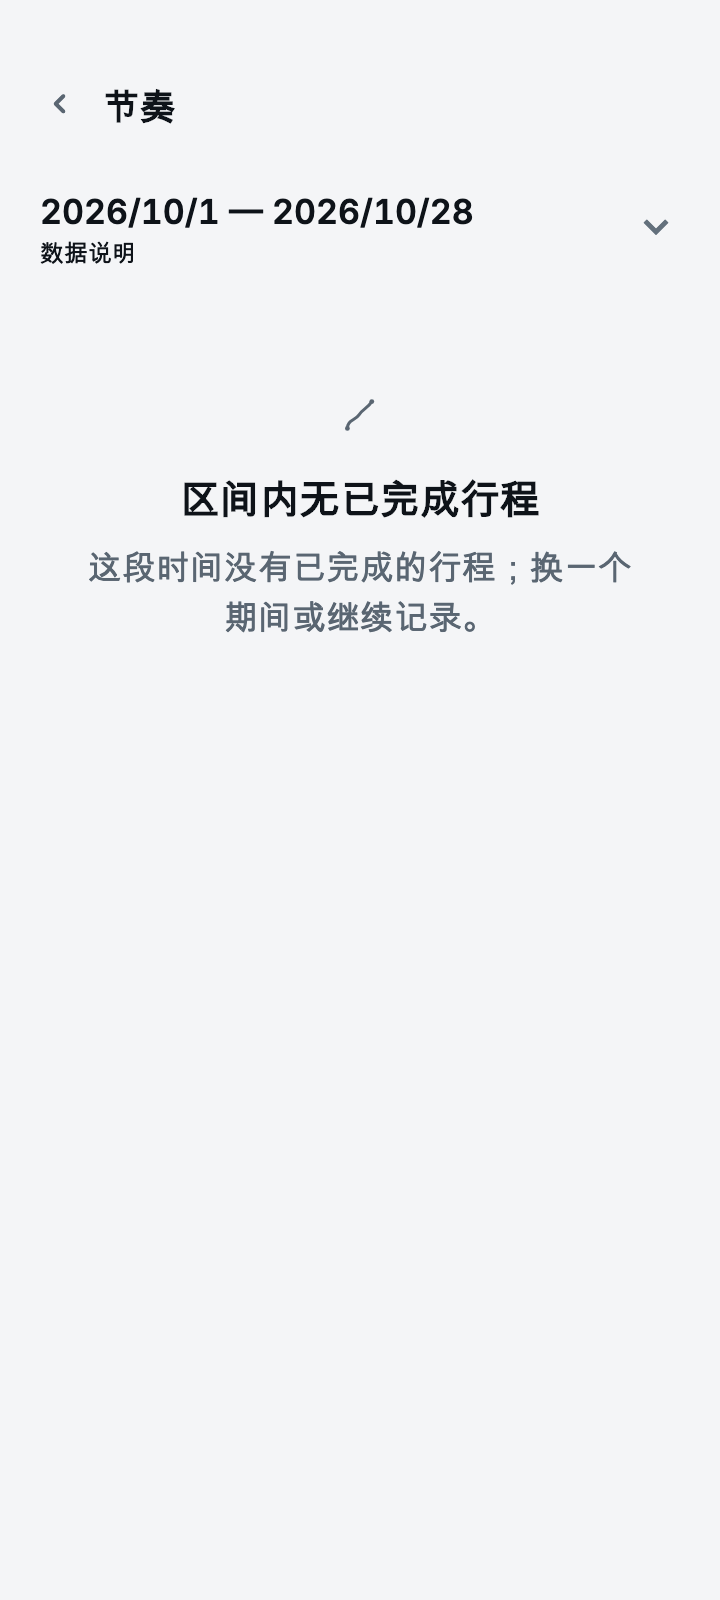 节奏
2026/10/1 — 2026/10/28
数据说明
区间内无已完成行程
这段时间没有已完成的行程；换一个
期间或继续记录。